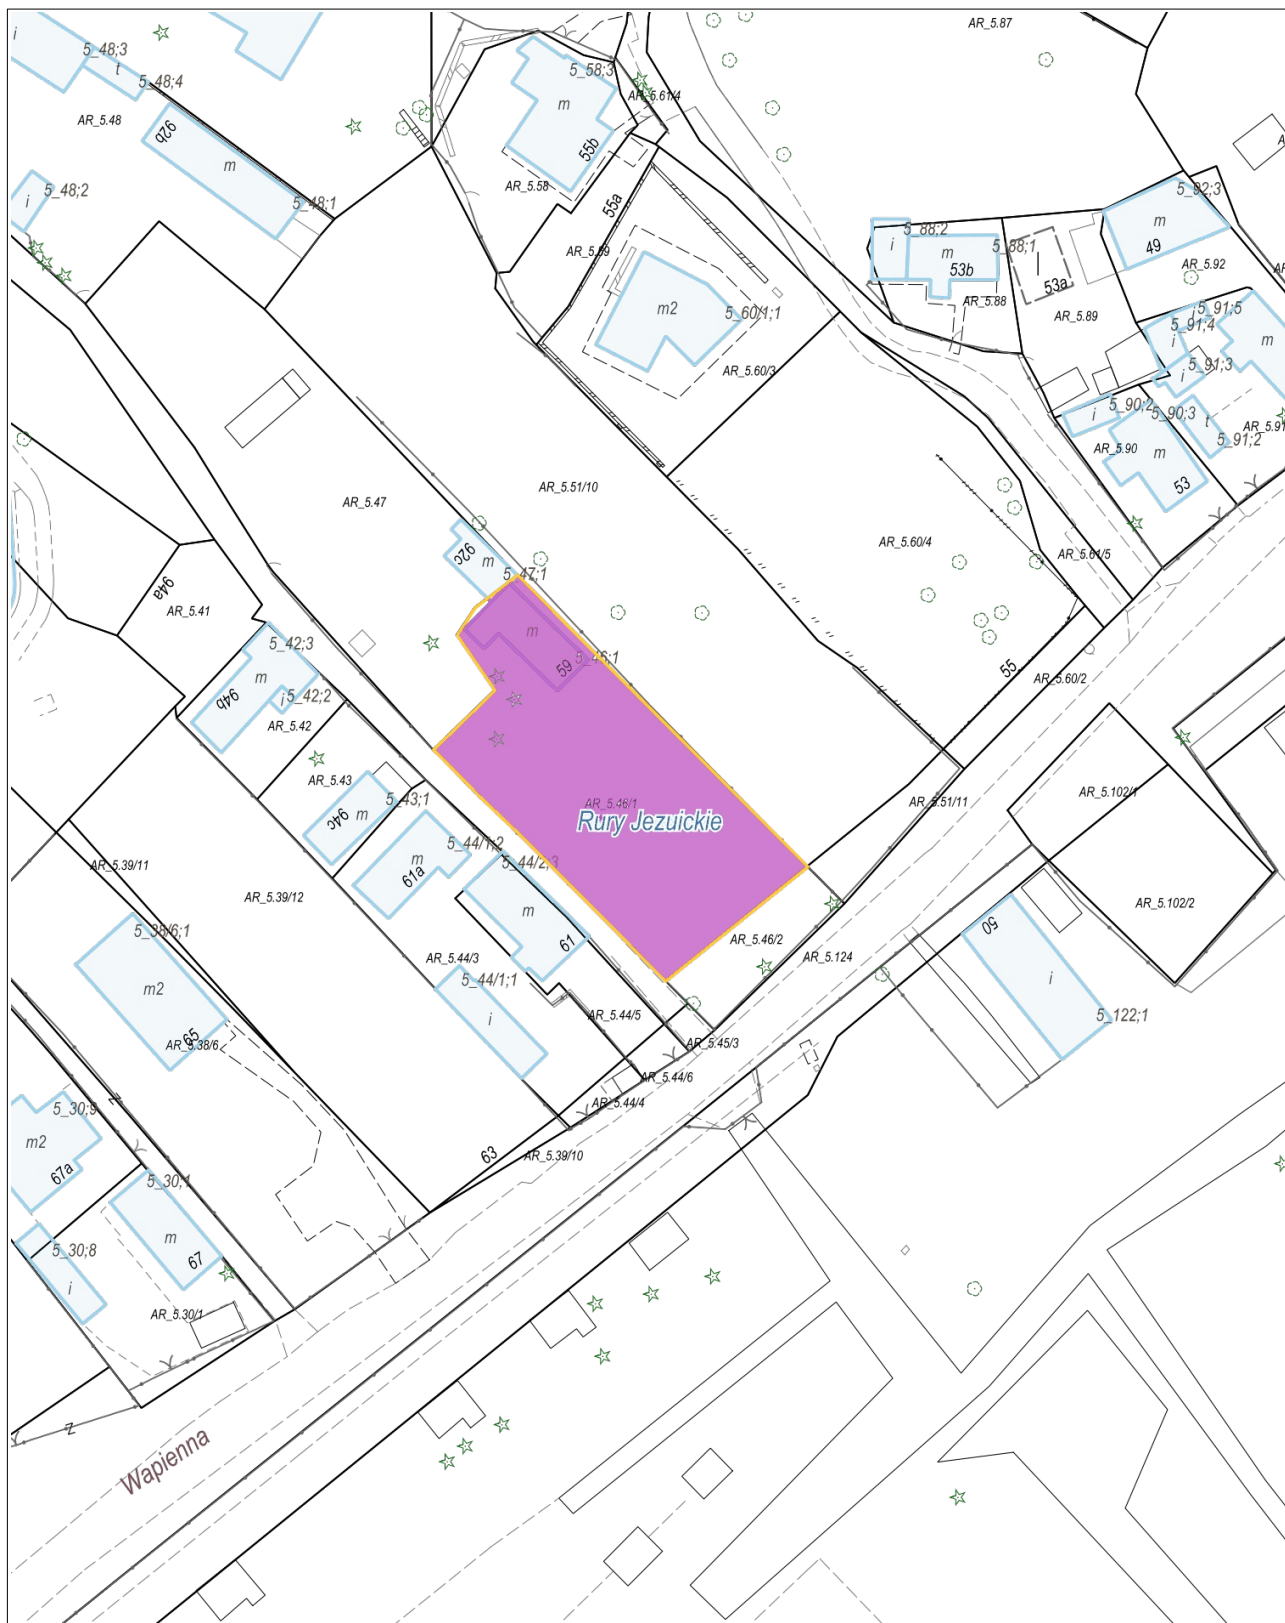 AR_5.87
i
5_48;3
t
5_48;4
AR_5.48
92b
m
5_48;2
i
5_48;1
5_58;3
m
AR_5.61/4
55b
AR_5.58
55a
AR_5.59
m2
5_60/1;1
AR_5.60/3
5_88;2
i
m
5_88;1
53b
AR_5.88
53a
AR_5.89
5_92;3
m
49
AR_5.92
5_91;5
5_91;4
i
i
m
5_91;3
i
5_90;2
i
5_90;3
t
5_91;2
AR_5.91
AR_5.90
m
53
AR_5.47
AR_5.51/10
AR_5.60/4
AR_5.61/5
92c
m
5_47;1
94a
AR_5.41
m
59
5_46;1
5_42;3
m
94b
i
5_42;2
AR_5.42
55
AR_5.60/2
AR_5.43
5_43;1
94c
m
AR_5.46/1
Rury Jezuickie
AR_5.51/11
AR_5.102/1
AR_5.39/11
AR_5.39/12
m
61a
5_44/1;2
5_44/2;3
m
61
AR_5.46/2
AR_5.124
AR_5.102/2
50
i
5_122;1
5_38/6;1
m2
65
AR_5.38/6
AR_5.44/3
5_44/1;1
i
AR_5.44/5
AR_5.45/3
AR_5.44/6
AR_5.44/4
AR_5.39/10
63
z
5_30;9
m2
67a
5_30;1
m
67
5_30;8
i
AR_5.30/1
z
Wapienna